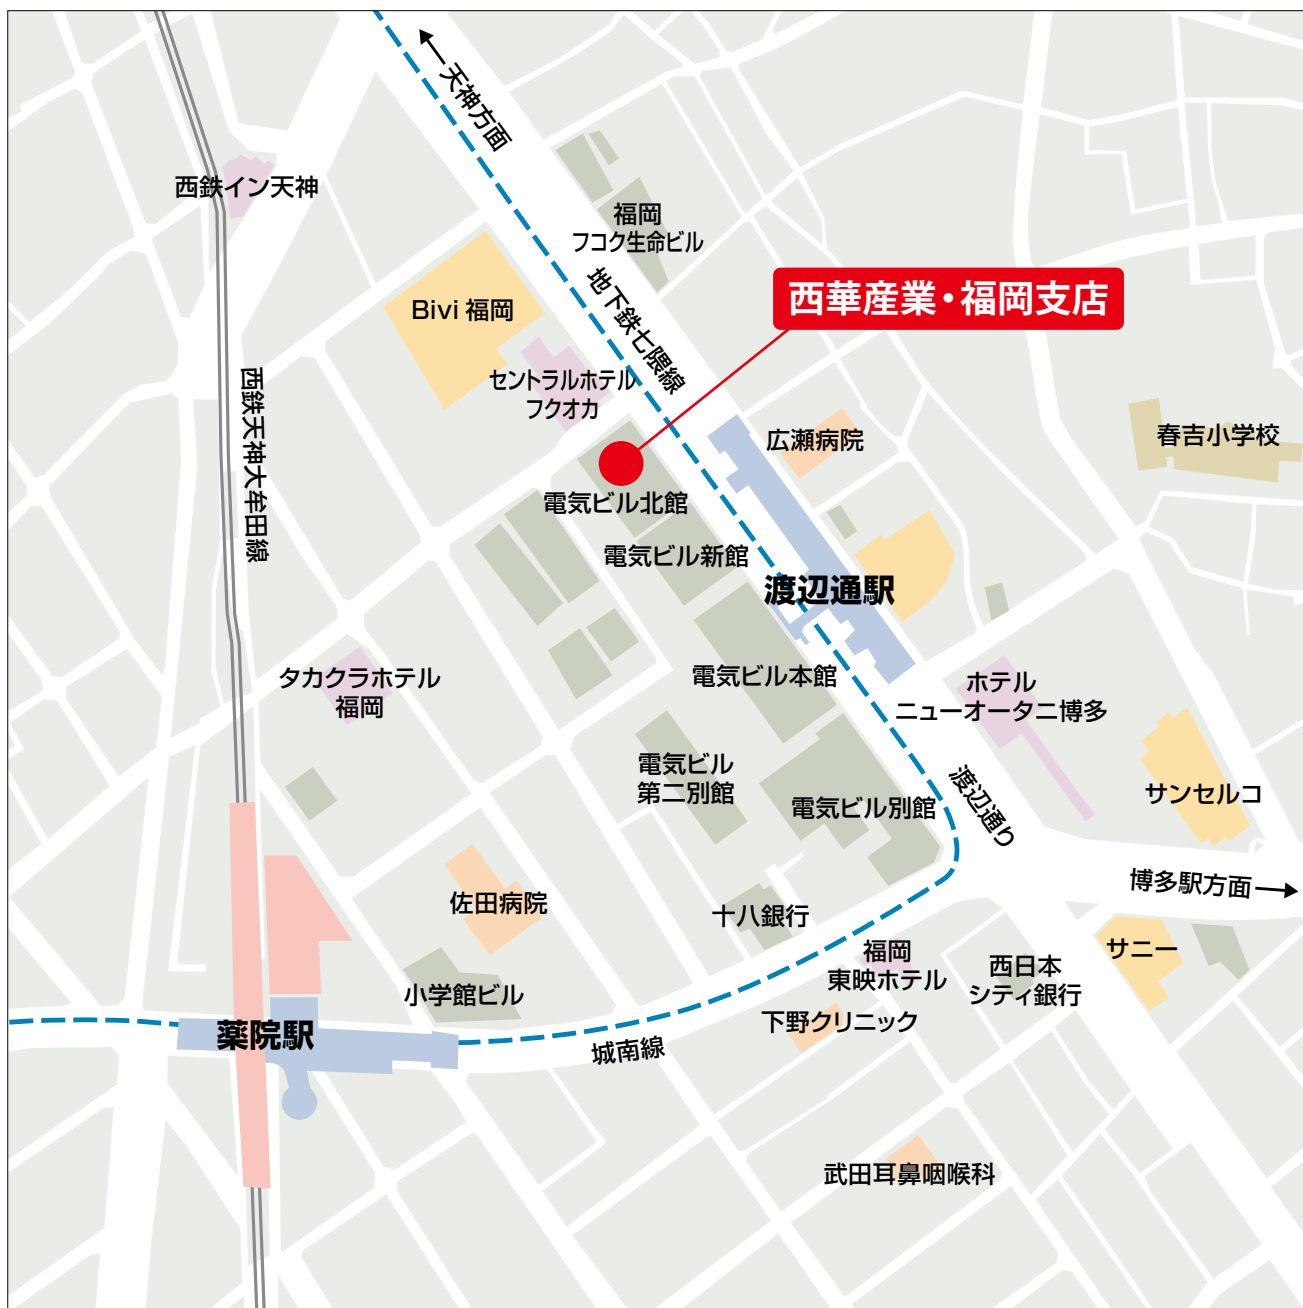 天神方面
西鉄イン天神
福岡
フコク生命ビル
地下鉄七隈線
Bivi 福岡
西華産業・福岡支店
セントラルホテル
フクオカ
西鉄天神大牟田線
広瀬病院
春吉小学校
電気ビル北館
電気ビル新館
渡辺通駅
タカクラホテル
福岡
電気ビル本館
ホテル
ニューオータニ博多
電気ビル
第二別館
電気ビル別館
渡辺通り
サンセルコ
博多駅方面
佐田病院
十八銀行
福岡
東映ホテル
西日本
シティ銀行
サニー
小学館ビル
下野クリニック
薬院駅
城南線
武田耳鼻咽喉科